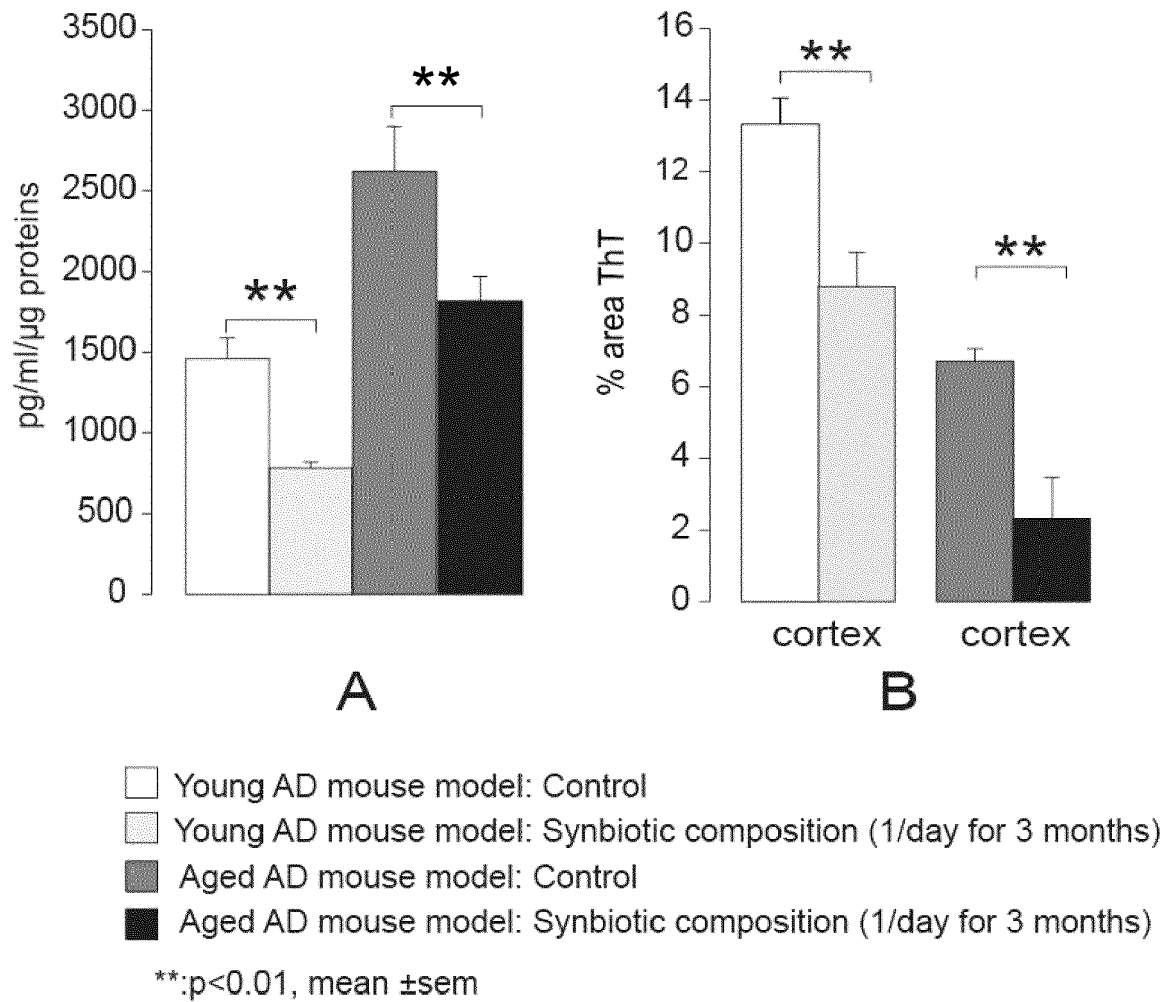 3500
3000
2500
2000
1500
1000
500
0
pg/ml/µg proteins
**
**
A
16
14
12
10
8
6
4
2
0
% area ThT
**
**
cortex
cortex
B
Young AD mouse model: Control
Young AD mouse model: Synbiotic composition (1/day for 3 months)
Aged AD mouse model: Control
Aged AD mouse model: Synbiotic composition (1/day for 3 months)
**:p<0.01, mean ±sem